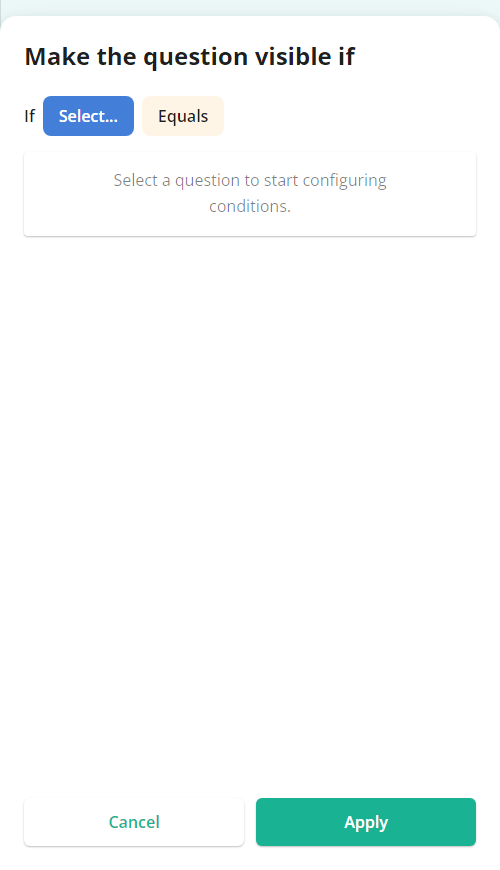 Make the question visible if
If Select... Equals
Select a question to start configuring
conditions.
Cancel Apply